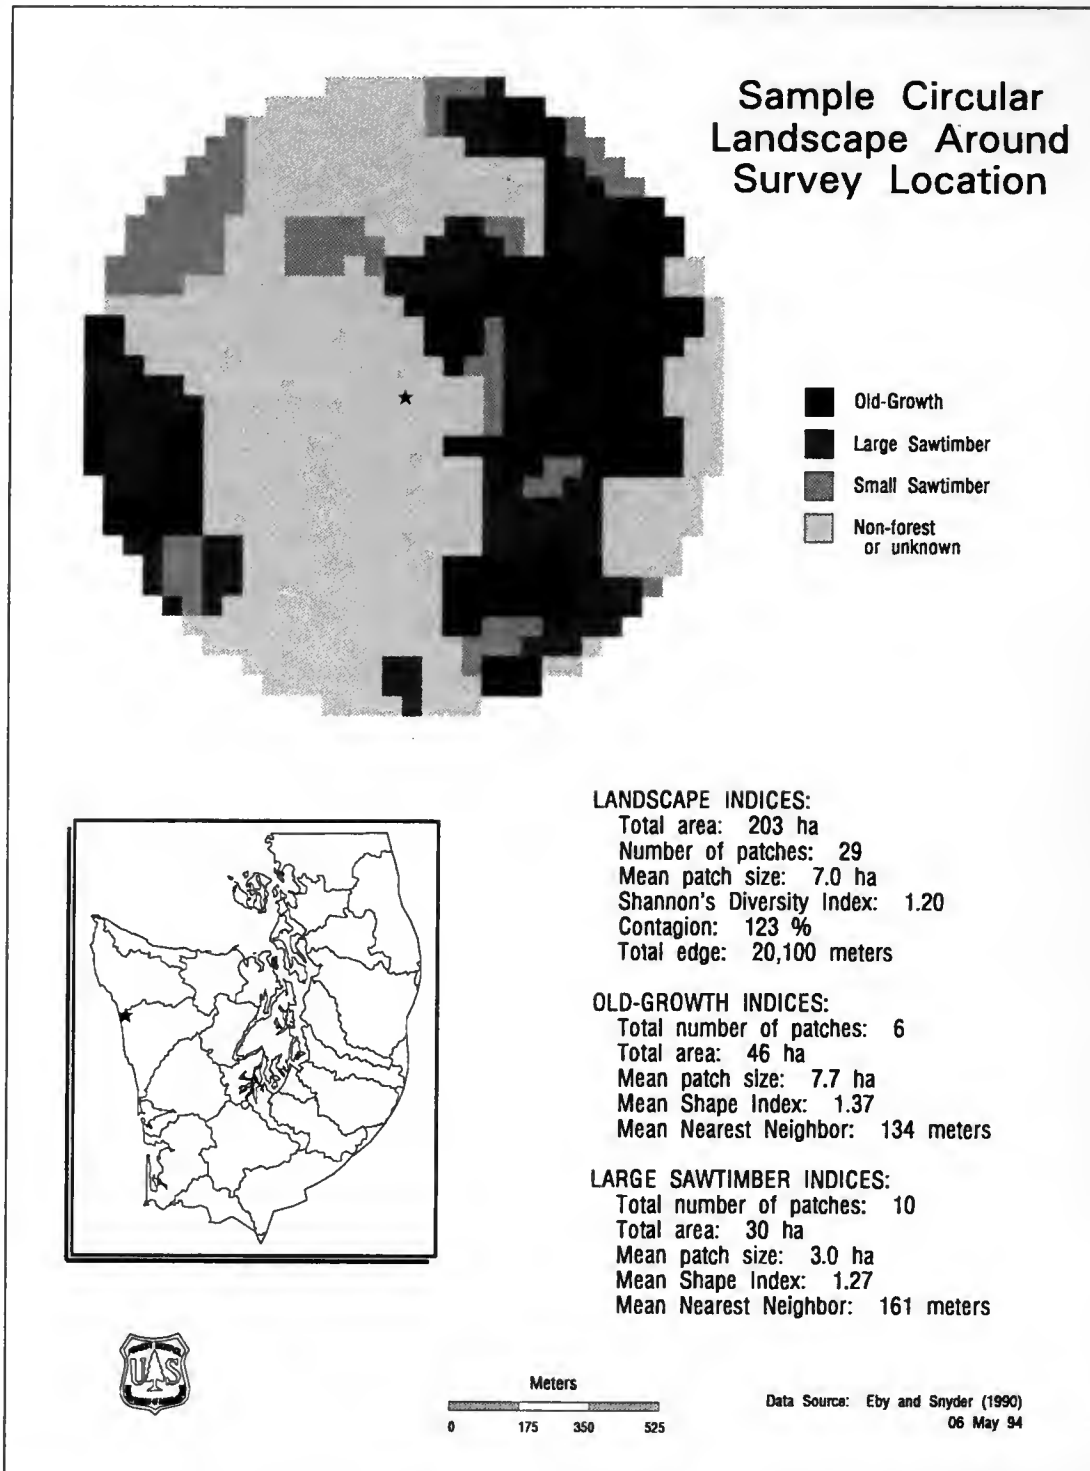 Sample Circular
Landscape Around
Survey Location
Old-Growth
Large Sawtimber
Small Sawtimber
Non-forest
or unknown
LANDSCAPE INDICES:
Total area: 203 ha
Number of patches: 29
Mean patch size: 7.0 ha
Shannon's Diversity Index: 1.20
Contagion: 123 %
Total edge: 20,100 meters
OLD-GROWTH INDICES:
Total number of patches: 6
Total area: 46 ha
Mean patch size: 7.7 ha
Mean Shape Index: 1.37
Mean Nearest Neighbor: 134 meters
LARGE SAWTIMBER INDICES:
Total number of patches: 10
Total area: 30 ha
Mean patch size: 3.0 ha
Mean Shape Index: 1.27
Mean Nearest Neighbor: 161 meters
U S
Meters
0 175 350 525
Data Source: Eby and Snyder (1990)
06 May 94